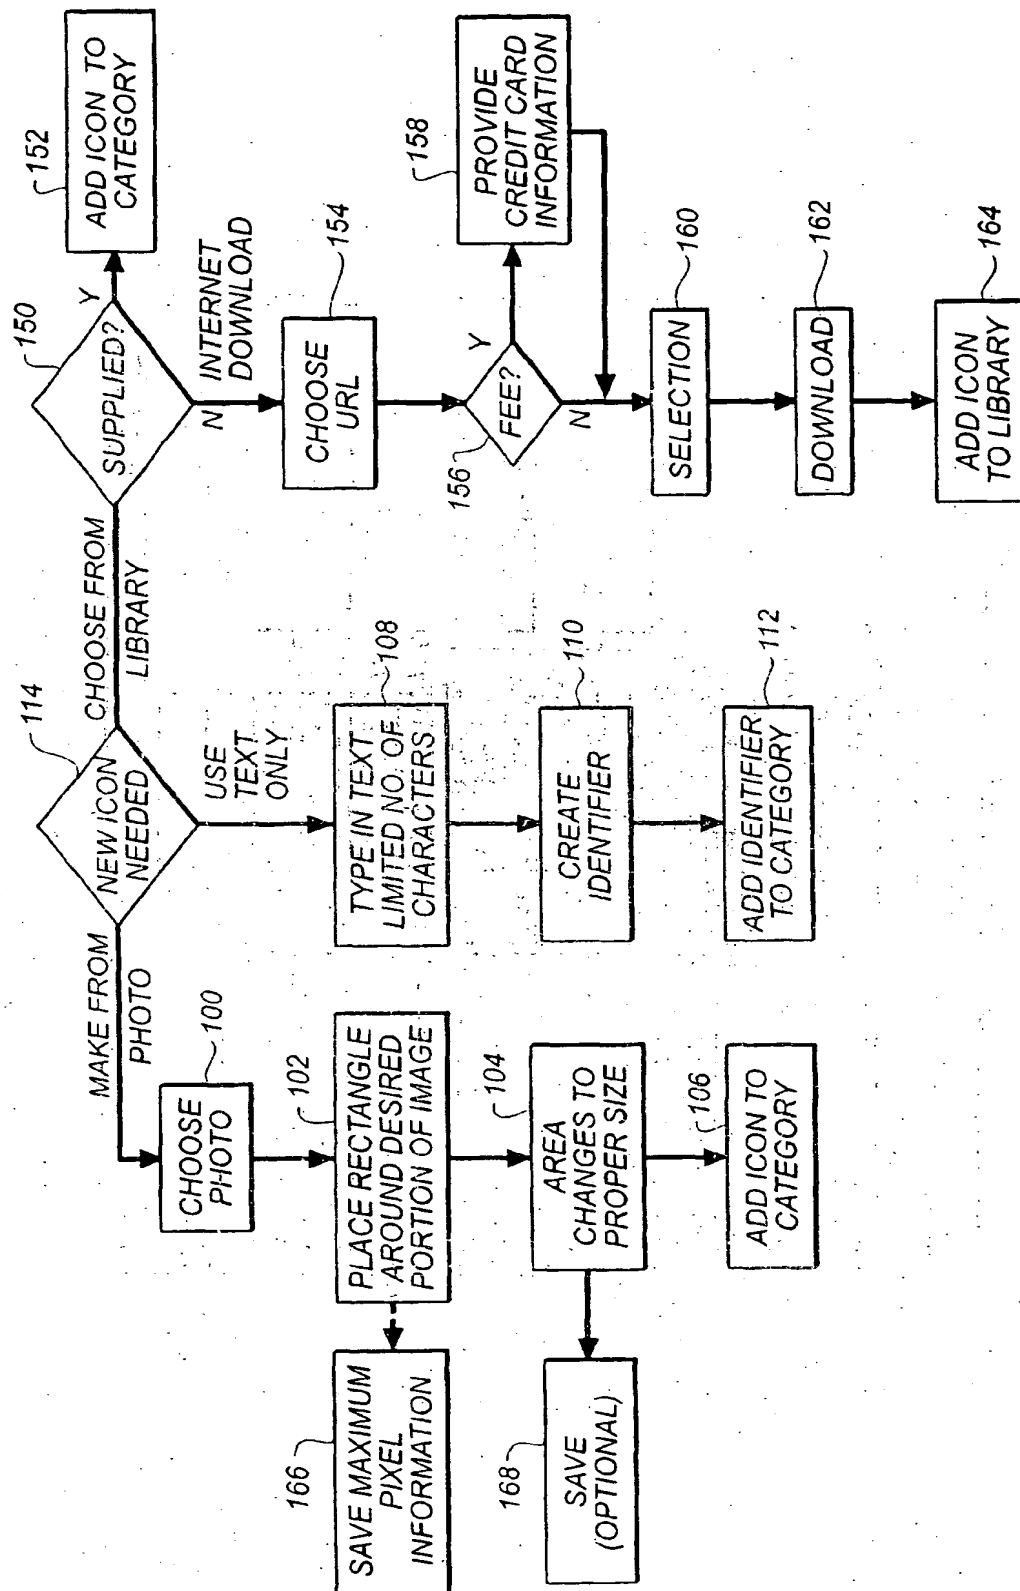 114
NEW ICON
NEEDED
MAKE FROM
PHOTO
100
CHOOSE
PHOTO
102
PLACE RECTANGLE
AROUND DESIRED
PORTION OF IMAGE
166
SAVE MAXIMUM
PIXEL
INFORMATION
104
AREA
CHANGES TO
PROPER SIZE
168
SAVE
(OPTIONAL)
106
ADD ICON TO
CATEGORY
USE
TEXT
ONLY
108
TYPE IN TEXT
LIMITED NO. OF
CHARACTERS
110
CREATE
IDENTIFIER
112
ADD IDENTIFIER
TO CATEGORY
CHOOSE FROM
LIBRARY
150
SUPPLIED?
Y
152
ADD ICON TO
CATEGORY
N
INTERNET
DOWNLOAD
154
CHOOSE
URL
156
FEE?
Y
158
PROVIDE
CREDIT CARD
INFORMATION
N
160
SELECTION
162
DOWNLOAD
164
ADD ICON
TO LIBRARY